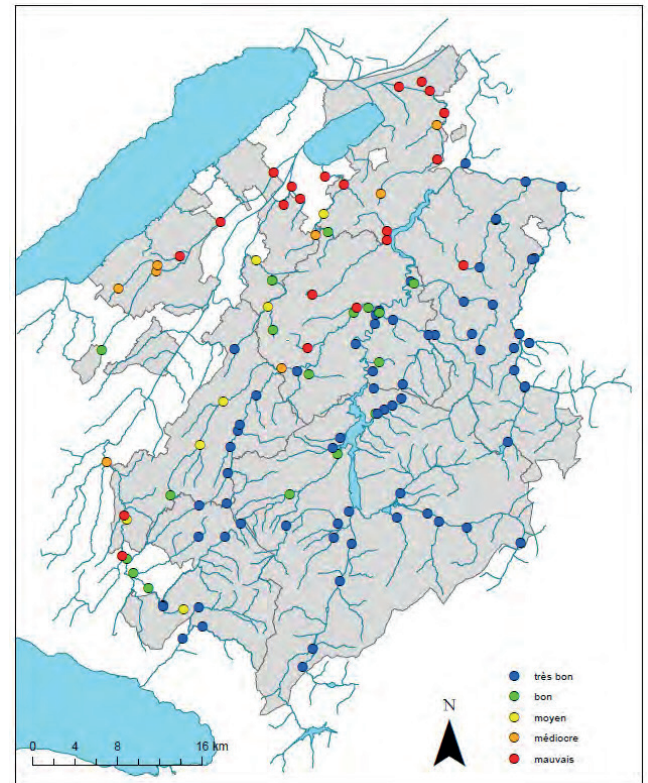 N
très bon
bon
moyen
médiocre
mauvais
0 4 8 16 km